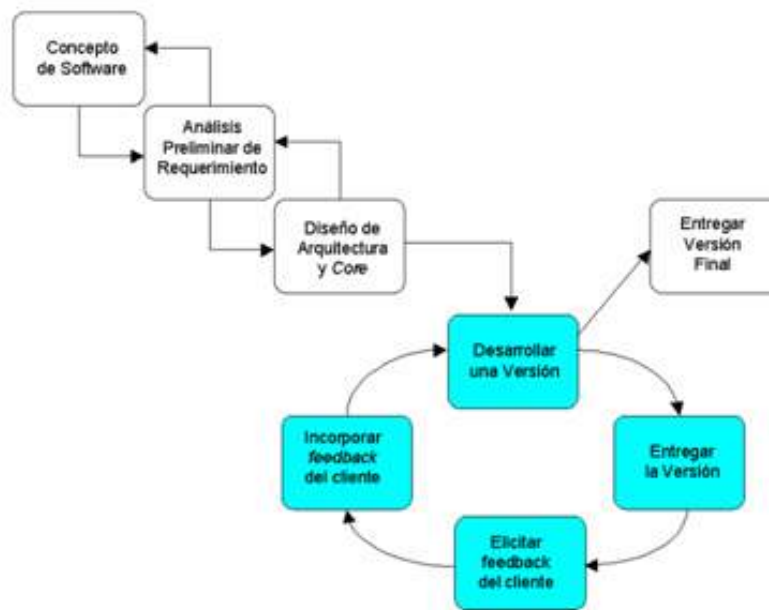 Concepto
de Software
Análisis
Preliminar de
Requerimiento
Diseño de
Arquitectura
y Core
Entregar
Versión
Final
Desarrollar
una Versión
Incorporar
feedback
del cliente
Entregar
la Versión
Elicitar
feedback
del cliente